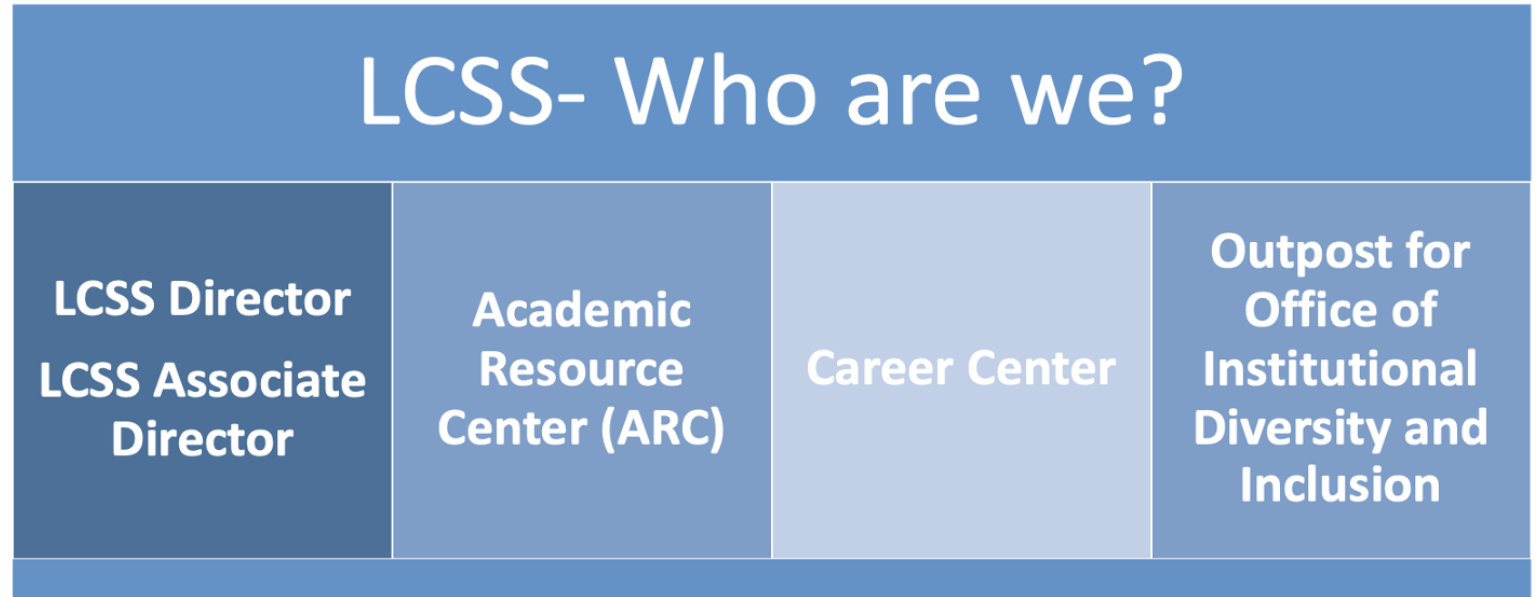 LCSS- Who are we?
LCSS Director
LCSS Associate
Director
Academic
Resource
Center (ARC)
Career Center
Outpost for
Office of
Institutional
Diversity and
Inclusion